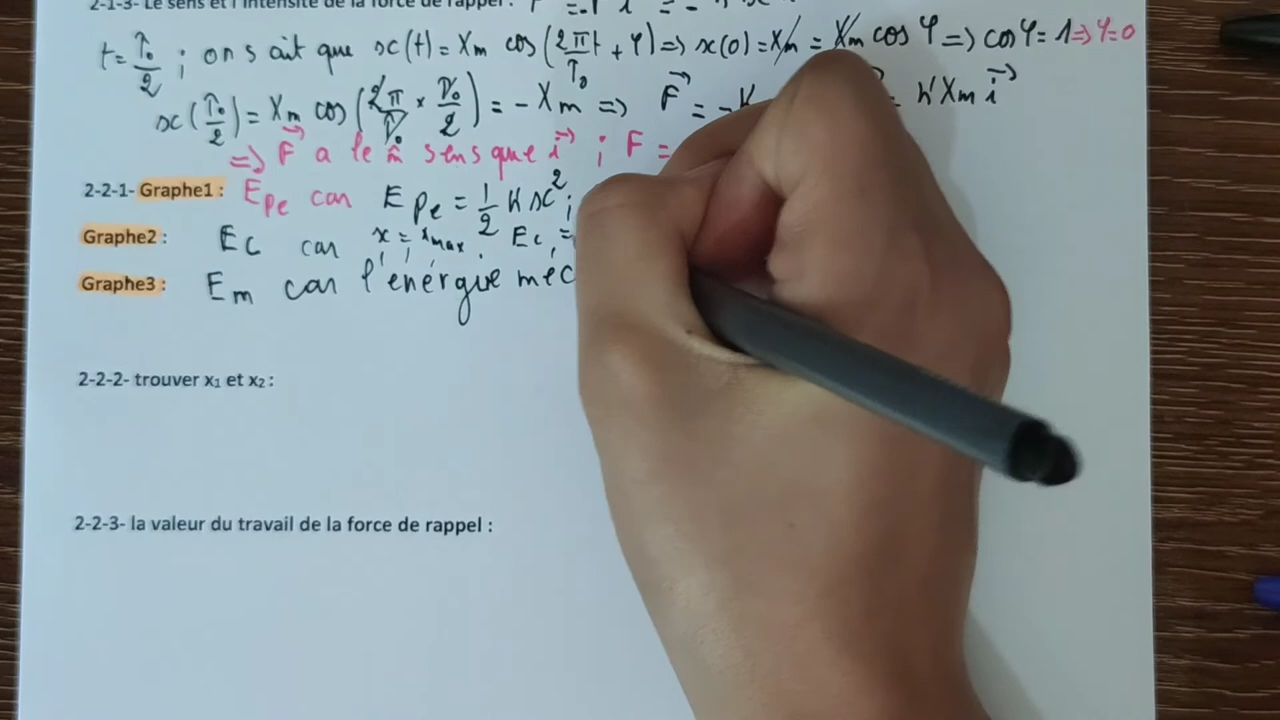 2-1-3- Le sens et l'intensité de la force de rappel :
t = T₀/2 ; on sait que x(t) = Xm cos(2πt/T₀ + φ) => x(0) = Xm = Xm cos φ => cos φ = 1 => φ = 0
x(T₀/2) = Xm cos(2π/T₀ × T₀/2) = - Xm => F⃗ = - K = K Xm i⃗
=> F⃗ a le m̂ sens que i⃗ ; F =
2-2-1- Graphe1 : Epe car Epe = 1/2 K x² ;
Graphe2 : Ec car x = xmax , Ec =
Graphe3 : Em car l'énergie méc
2-2-2- trouver x₁ et x₂ :
2-2-3- la valeur du travail de la force de rappel :